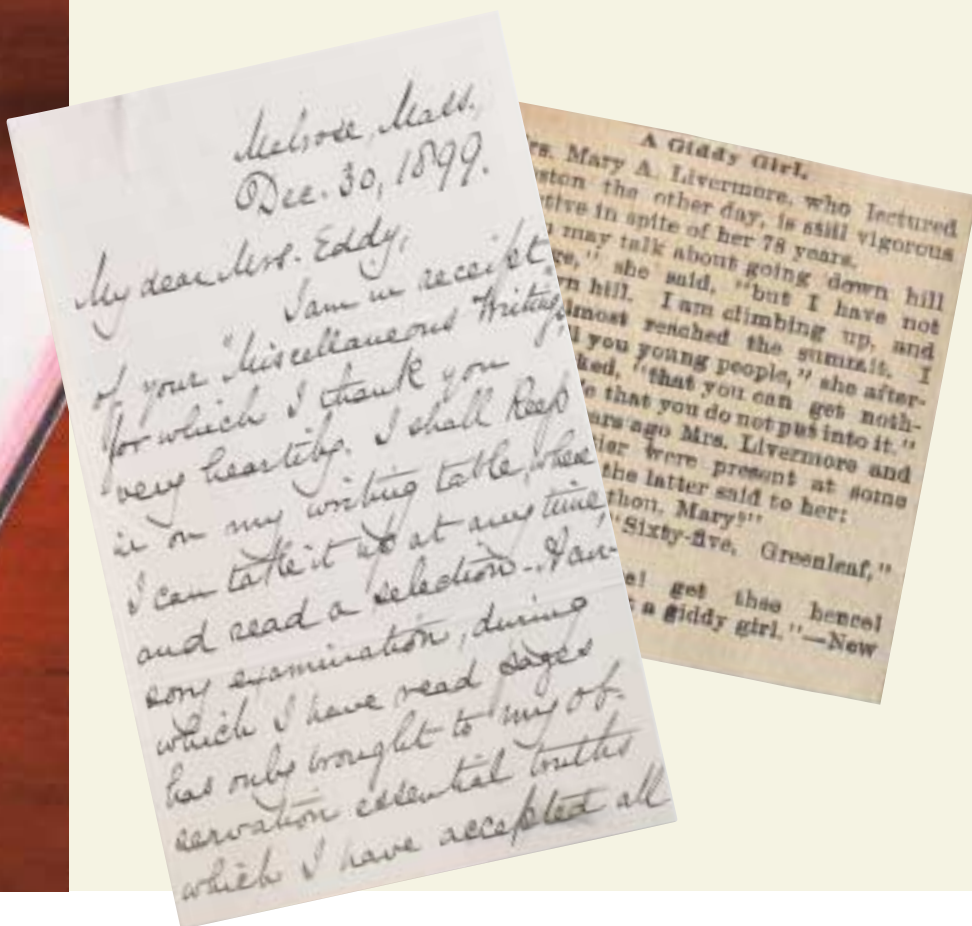 Melrose, Mass.,
Dec. 30, 1899.
My dear Mrs. Eddy,
I am in receipt
of your "Miscellaneous Writings,"
for which I thank you
very heartily. I shall keep
it on my writing table, where
I can take it up at any time,
and read a selection. A cur-
sory examination, during
which I have read pages
has only brought to my ob-
servation essential truths
which I have accepted all
A Giddy Girl.
rs. Mary A. Livermore, who lectured
ston the other day, is still vigorous
tive in spite of her 78 years.
may talk about going down hill
re," she said, "but I have not
n hill. I am climbing up, and
lmost reached the summit. I
l you young people," she after-
ked, "that you can get noth-
e that you do not put into it."
ars ago Mrs. Livermore and
ier were present at some
the latter said to her:
thou, Mary?"
"Sixty-five, Greenleaf,"
e! get thee hence!
a giddy girl."—New